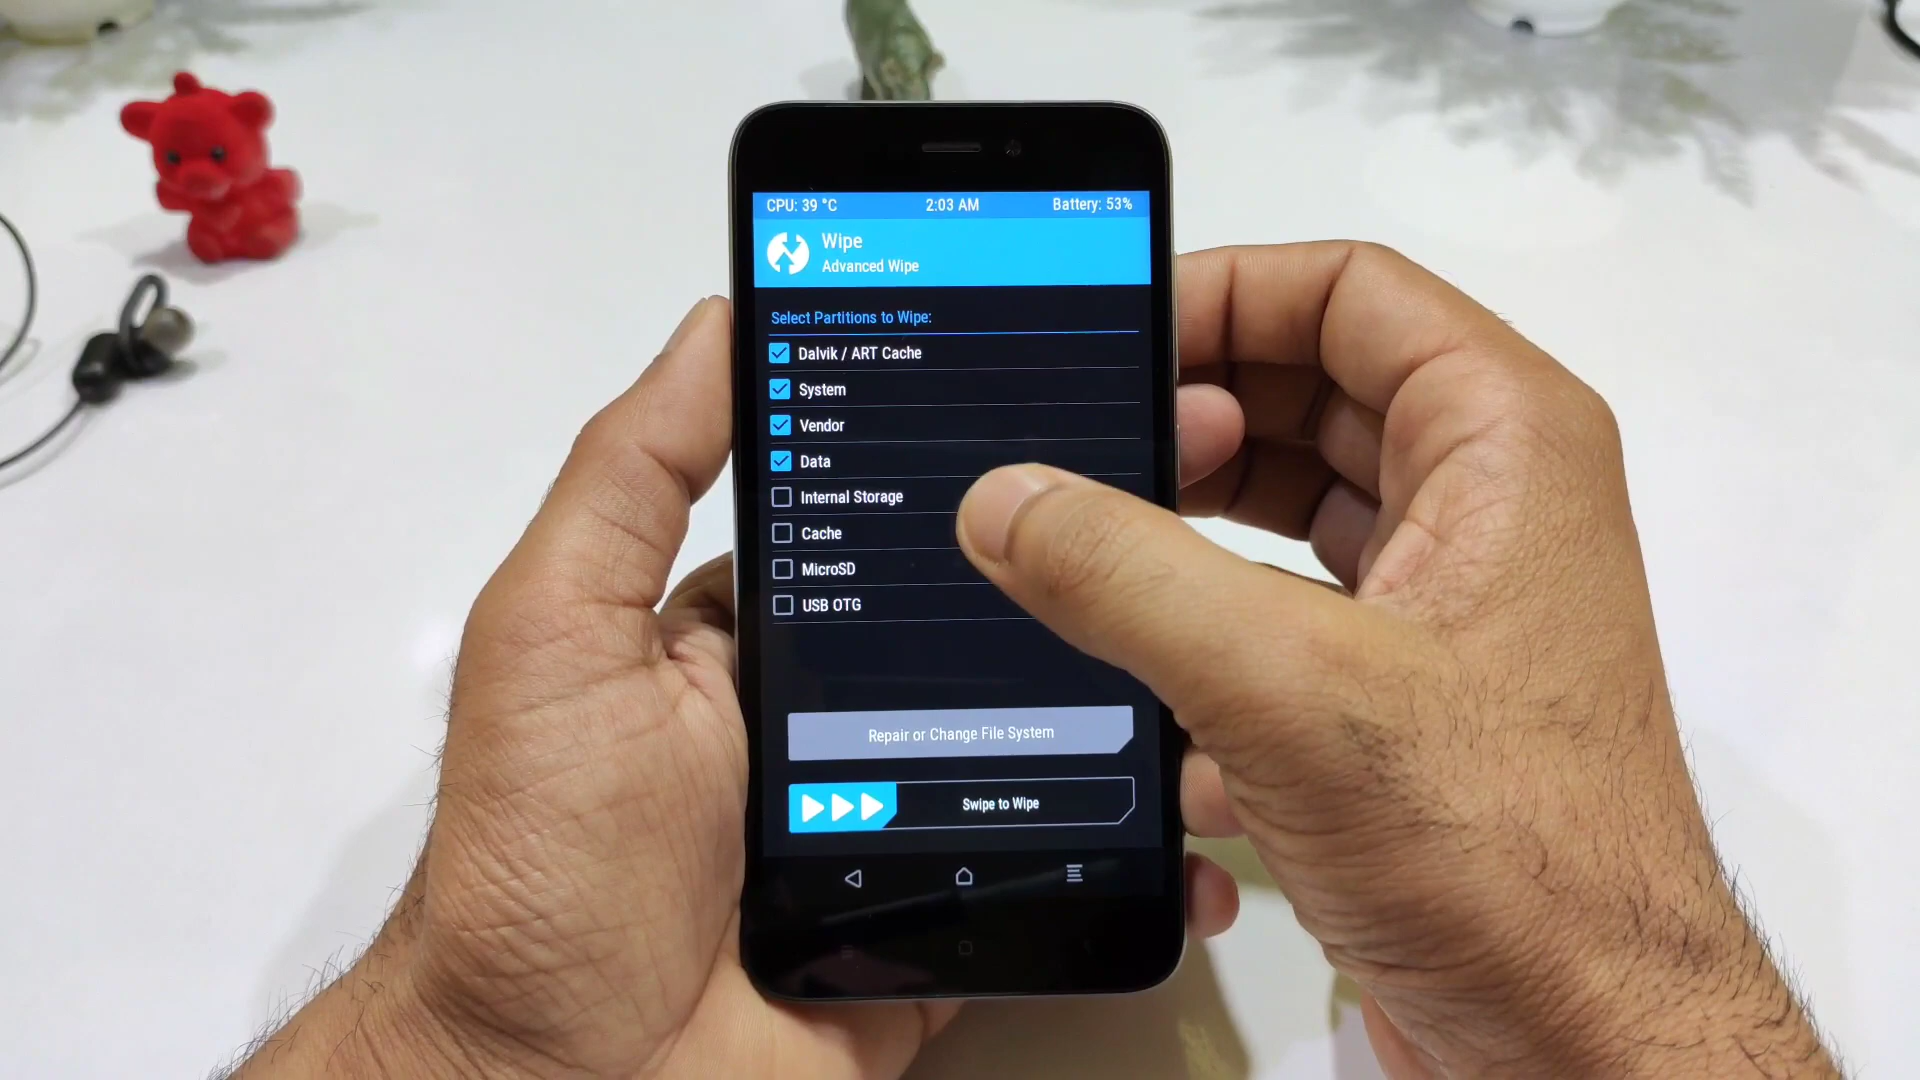 CPU: 39 °C 2:03 AM Battery: 53%
Wipe
Advanced Wipe
Select Partitions to Wipe:
Dalvik / ART Cache
System
Vendor
Data
Internal Storage
Cache
MicroSD
USB OTG
Repair or Change File System
Swipe to Wipe